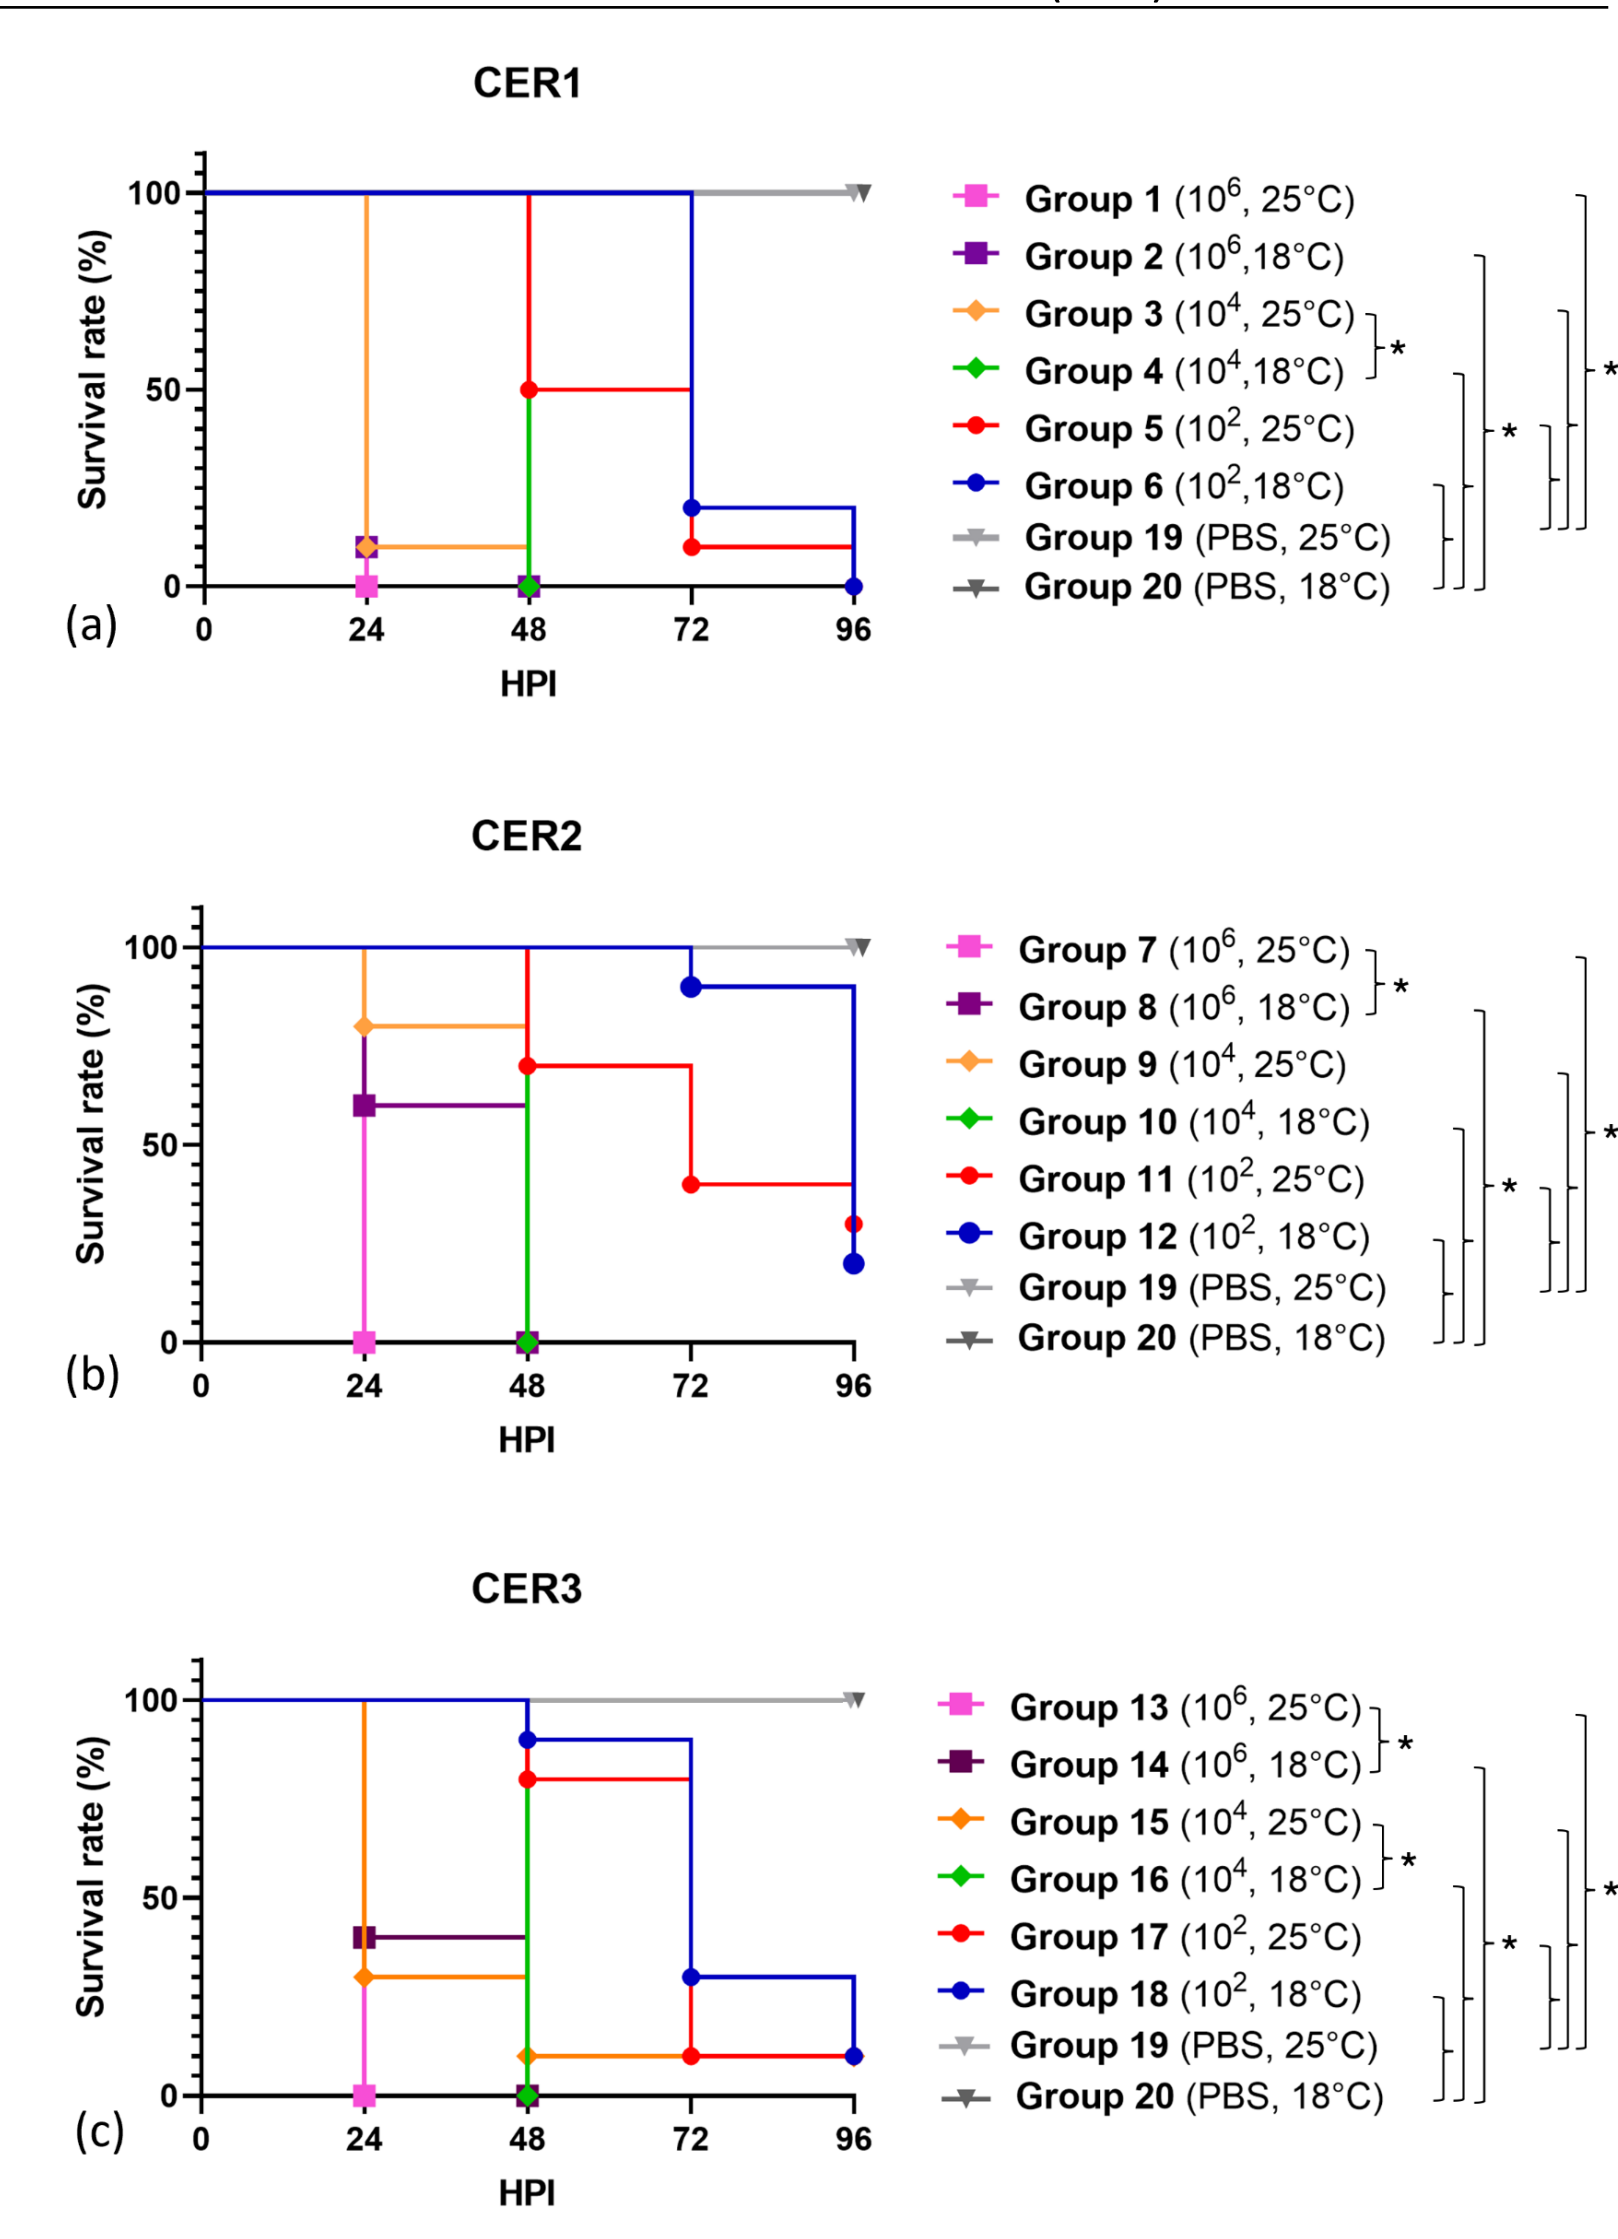 CER1
Survival rate (%)
100
50
0
0 24 48 72 96
HPI
(a)
Group 1 (10⁶, 25°C)
Group 2 (10⁶,18°C)
Group 3 (10⁴, 25°C)
*
Group 4 (10⁴,18°C)
*
Group 5 (10², 25°C)
*
Group 6 (10²,18°C)
Group 19 (PBS, 25°C)
Group 20 (PBS, 18°C)
CER2
Survival rate (%)
100
50
0
0 24 48 72 96
HPI
(b)
Group 7 (10⁶, 25°C)
*
Group 8 (10⁶, 18°C)
Group 9 (10⁴, 25°C)
Group 10 (10⁴, 18°C)
*
Group 11 (10², 25°C)
*
Group 12 (10², 18°C)
Group 19 (PBS, 25°C)
Group 20 (PBS, 18°C)
CER3
Survival rate (%)
100
50
0
0 24 48 72 96
HPI
(c)
Group 13 (10⁶, 25°C)
*
Group 14 (10⁶, 18°C)
Group 15 (10⁴, 25°C)
*
Group 16 (10⁴, 18°C)
*
Group 17 (10², 25°C)
*
Group 18 (10², 18°C)
Group 19 (PBS, 25°C)
Group 20 (PBS, 18°C)